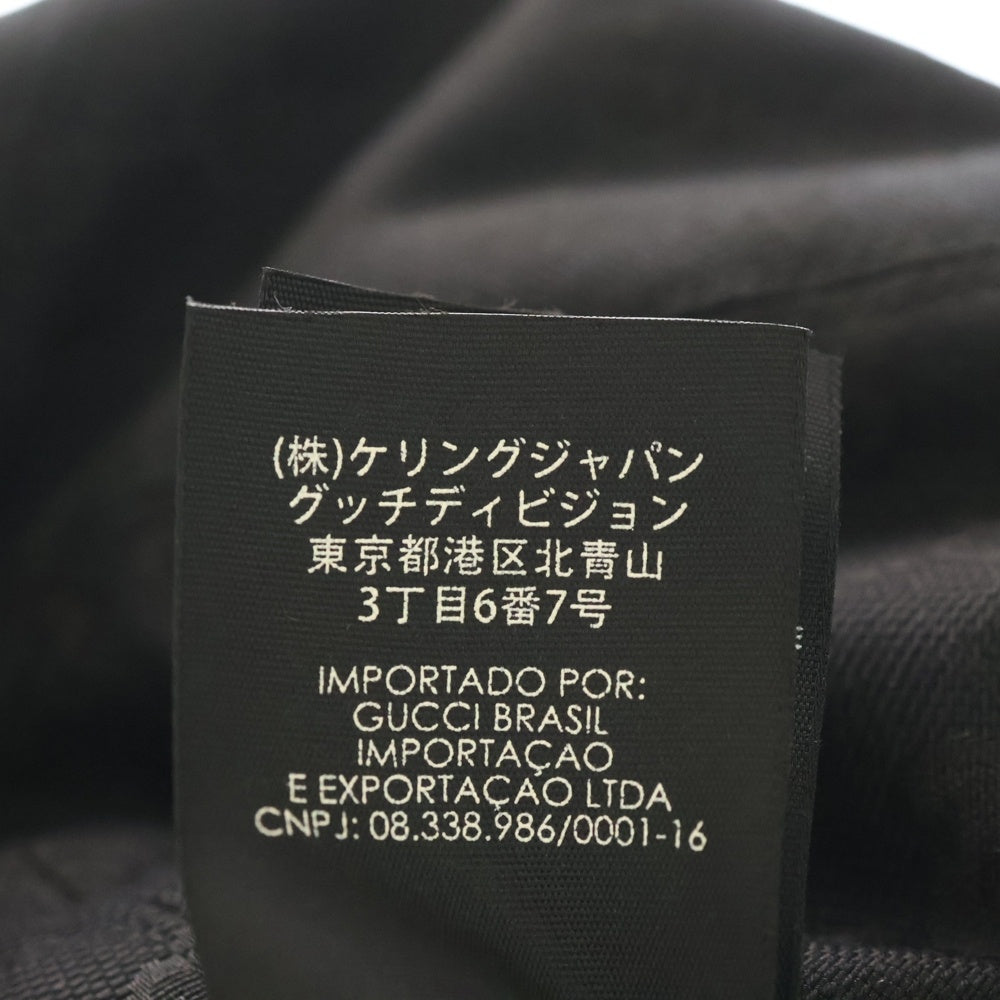 (株)ケリングジャパン
グッチディビジョン
東京都港区北青山
3丁目6番7号
IMPORTADO POR:
GUCCI BRASIL
IMPORTAÇAO
E EXPORTAÇAO LTDA
CNPJ: 08.338.986/0001-16